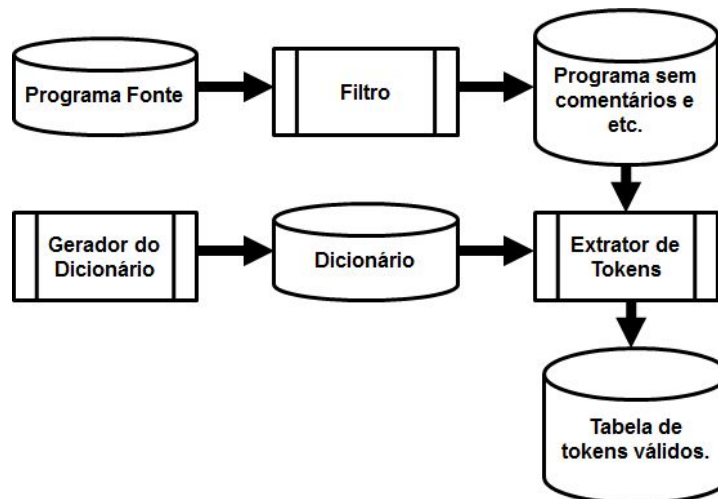 Programa Fonte
Filtro
Programa sem
comentários e
etc.
Gerador do
Dicionário
Dicionário
Extrator de
Tokens
Tabela de
tokens válidos.